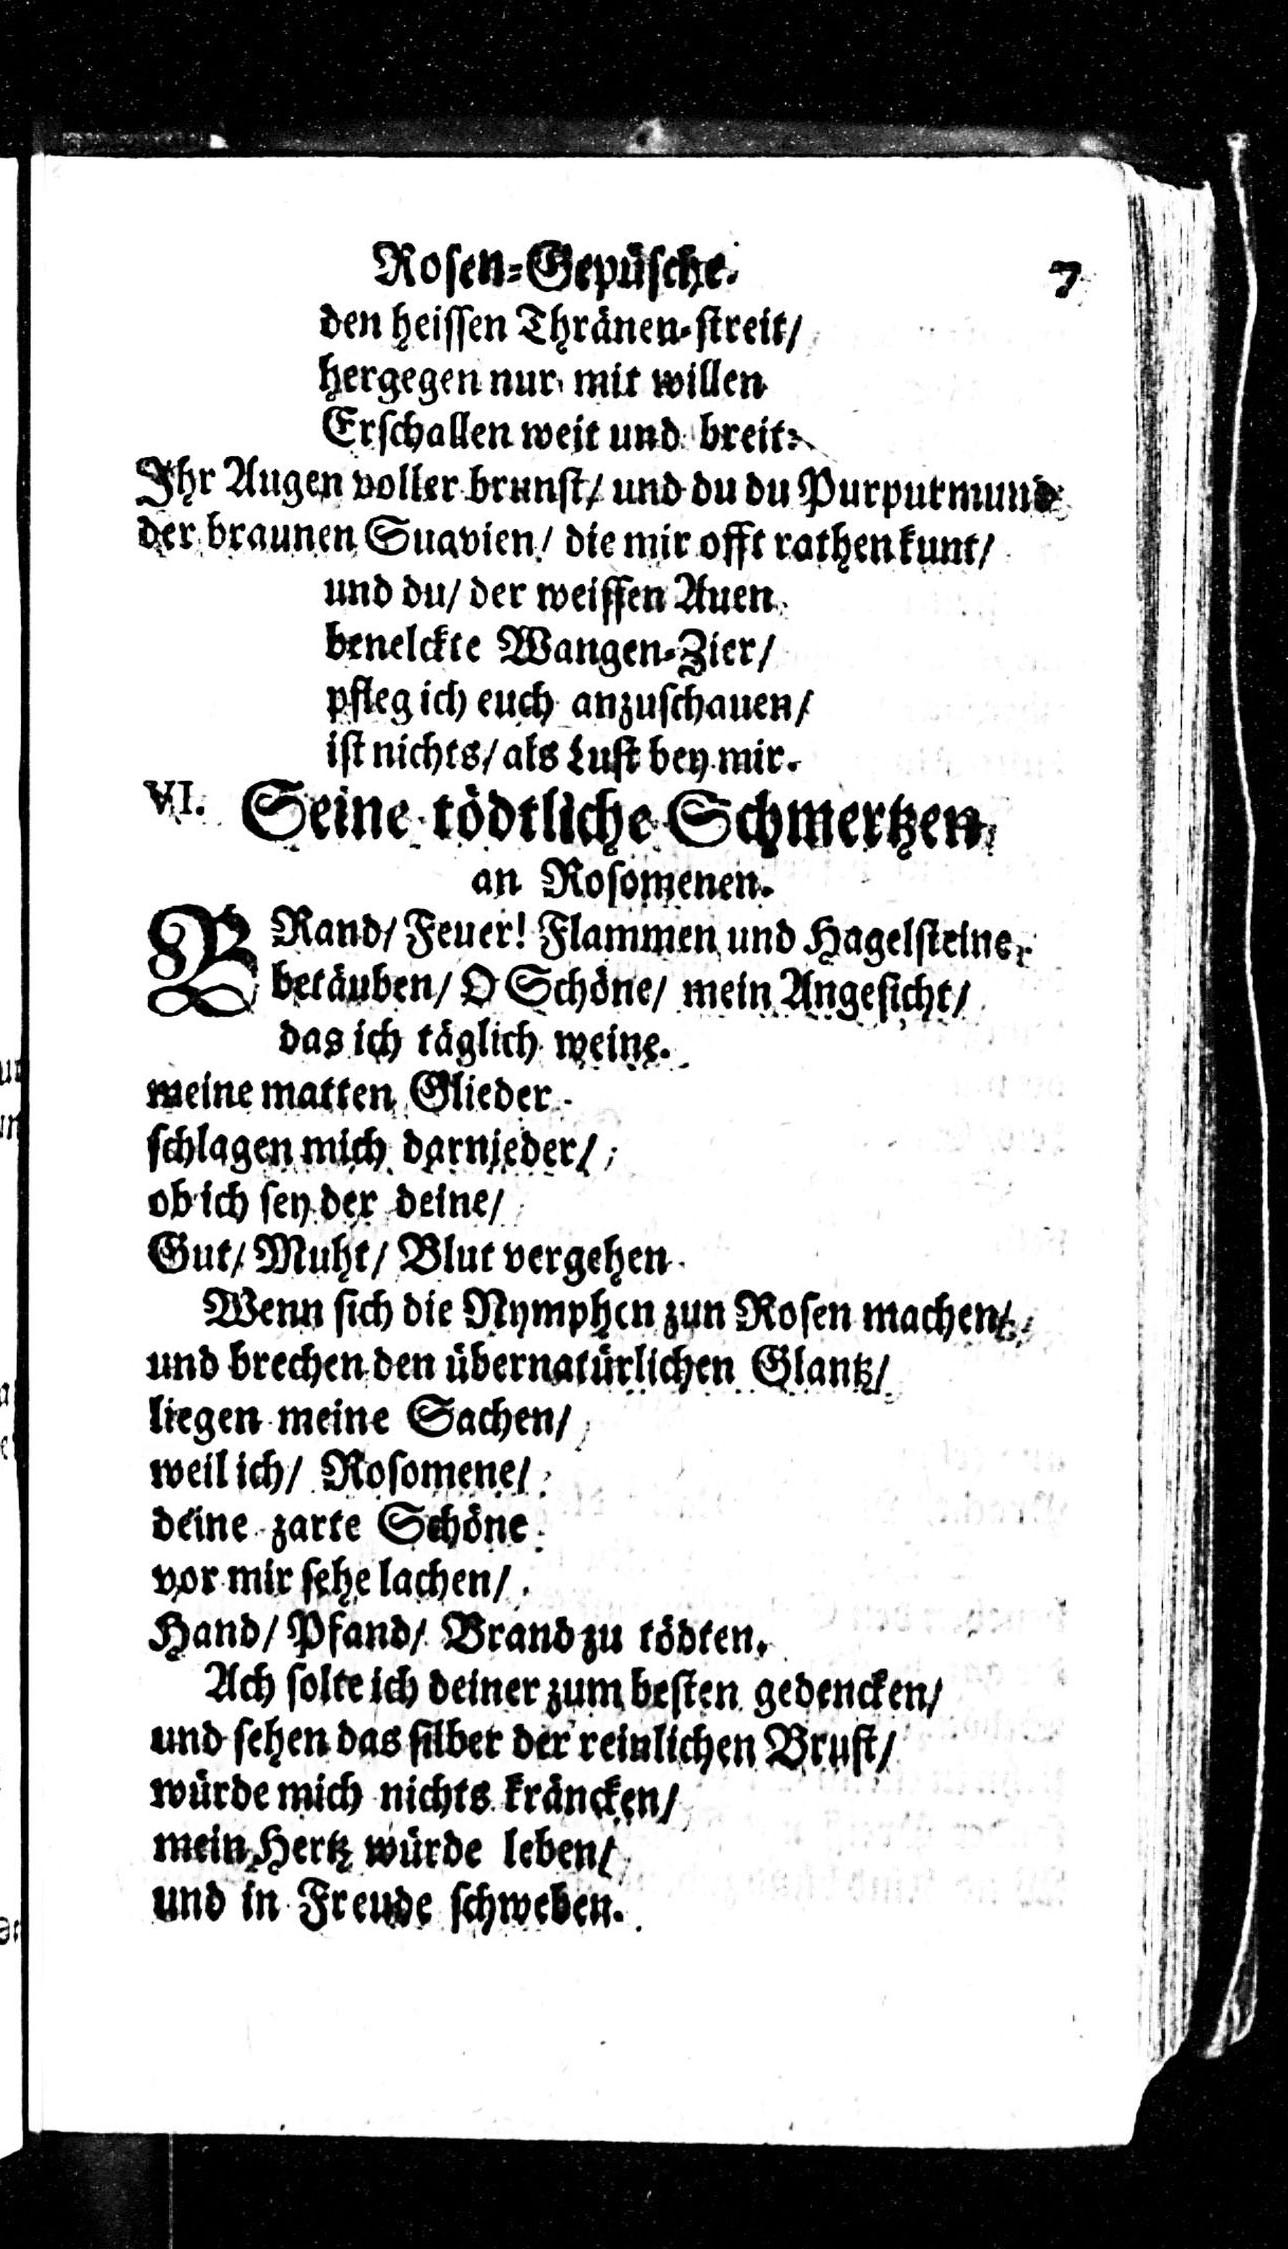 Rosen-Gepüsche. 7
den heissen Thränen-streit/
hergegen nur mit willen
Erschallen weit und breit:
Ihr Augen voller brunst/ und du du Purpurmund
der braunen Suavien/ die mir offt rathen kunt/
und du/ der weissen Auen
benelckte Wangen-Zier/
pfleg ich euch anzuschauen/
ist nichts/ als Lust bey mir.
VI. Seine tödtliche Schmertzen
an Rosomenen.
BRand/ Feuer! Flammen und Hagelsteine
betäuben/ O Schöne/ mein Angesicht/
das ich täglich weine.
meine matten Glieder
schlagen mich darnieder/
ob ich sey der deine/
Gut/ Muht/ Blut vergehen.
Wenn sich die Nymphen zun Rosen machen/
und brechen den übernatürlichen Glantz/
liegen meine Sachen/
weil ich/ Rosomene/
deine zarte Schöne
vor mir sehe lachen/
Hand/ Pfand/ Brand zu tödten.
Ach solte ich deiner zum besten gedencken/
und sehen das silber der reinlichen Brust/
würde mich nichts kräncken/
mein Hertz würde leben/
und in Freude schweben.